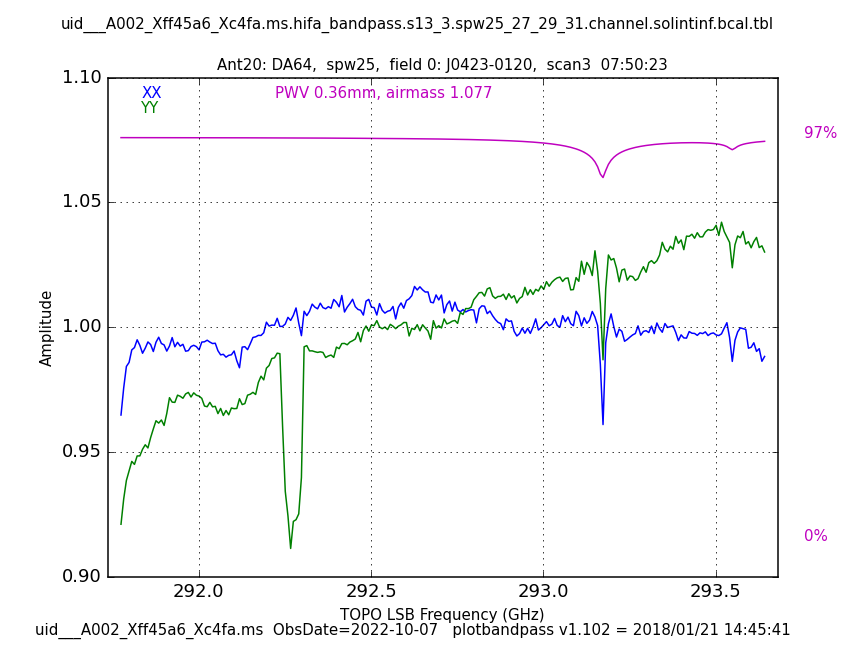 uid___A002_Xff45a6_Xc4fa.ms.hifa_bandpass.s13_3.spw25_27_29_31.channel.solintinf.bcal.tbl
Ant20: DA64, spw25, field 0: J0423-0120, scan3 07:50:23
1.10
XX
PWV 0.36mm, airmass 1.077
YY
97%
1.05
Amplitude
1.00
0.95
0%
0.90
292.0 292.5 293.0 293.5
TOPO LSB Frequency (GHz)
uid___A002_Xff45a6_Xc4fa.ms ObsDate=2022-10-07 plotbandpass v1.102 = 2018/01/21 14:45:41